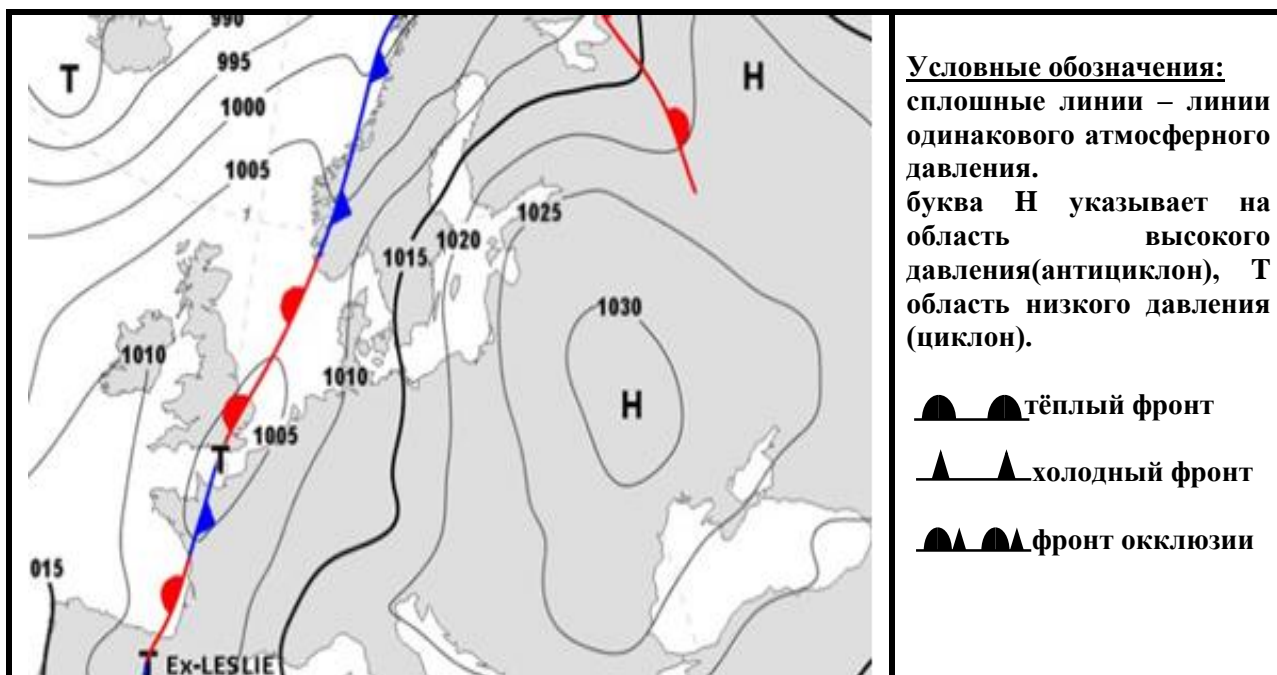 990
995
1000
1005
T
H
1025
1020
1015
1030
1010
1010
H
1005
T
015
T Ex-LESLIE
Условные обозначения:
сплошные линии – линии
одинакового атмосферного
давления.
буква Н указывает на
область высокого
давления(антициклон), Т
область низкого давления
(циклон).
тёплый фронт
холодный фронт
фронт окклюзии